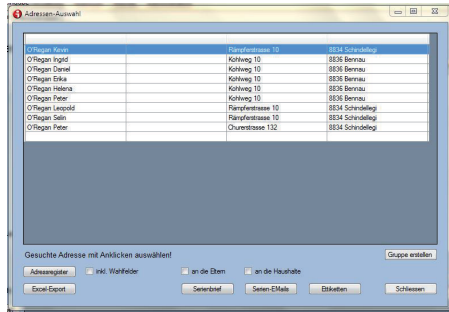 Adressen-Auswahl
O'Regan Kevin Rämpferstrasse 10 8834 Schindellegi
O'Regan Ingrid Kohlweg 10 8836 Bennau
O'Regan Daniel Kohlweg 10 8836 Bennau
O'Regan Erika Kohlweg 10 8836 Bennau
O'Regan Helena Kohlweg 10 8836 Bennau
O'Regan Peter Kohlweg 10 8836 Bennau
O'Regan Leopold Rämpferstrasse 10 8834 Schindellegi
O'Regan Selin Rämpferstrasse 10 8834 Schindellegi
O'Regan Peter Churerstrasse 132 8834 Schindellegi
Gesuchte Adresse mit Anklicken auswählen! Gruppe erstellen
Adressregister inkl. Wahlfelder an die Eltern an die Haushalte
Excel-Export Serienbrief Serien-EMails Ettiketten Schliessen